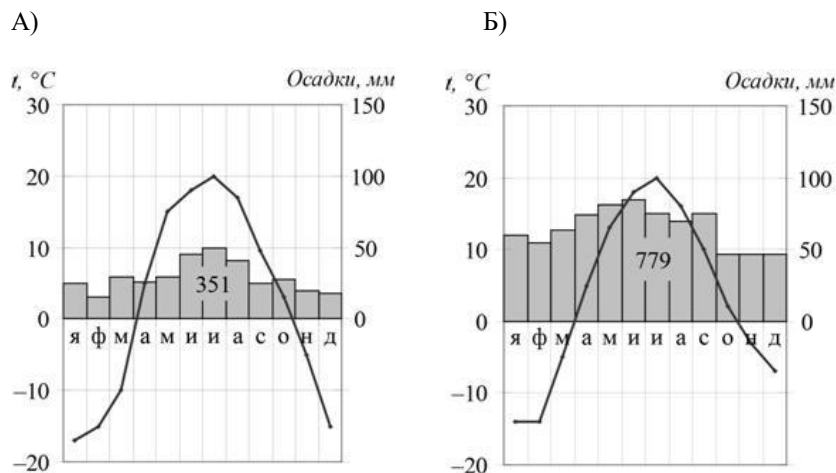 А) Б)
t, °C Осадки, мм t, °C Осадки, мм
30 150 30 150
20 100 20 100
10 50 10 50
351 779
0 0 0 0
я ф м а м и и а с о н д я ф м а м и и а с о н д
–10 –10
–20 –20